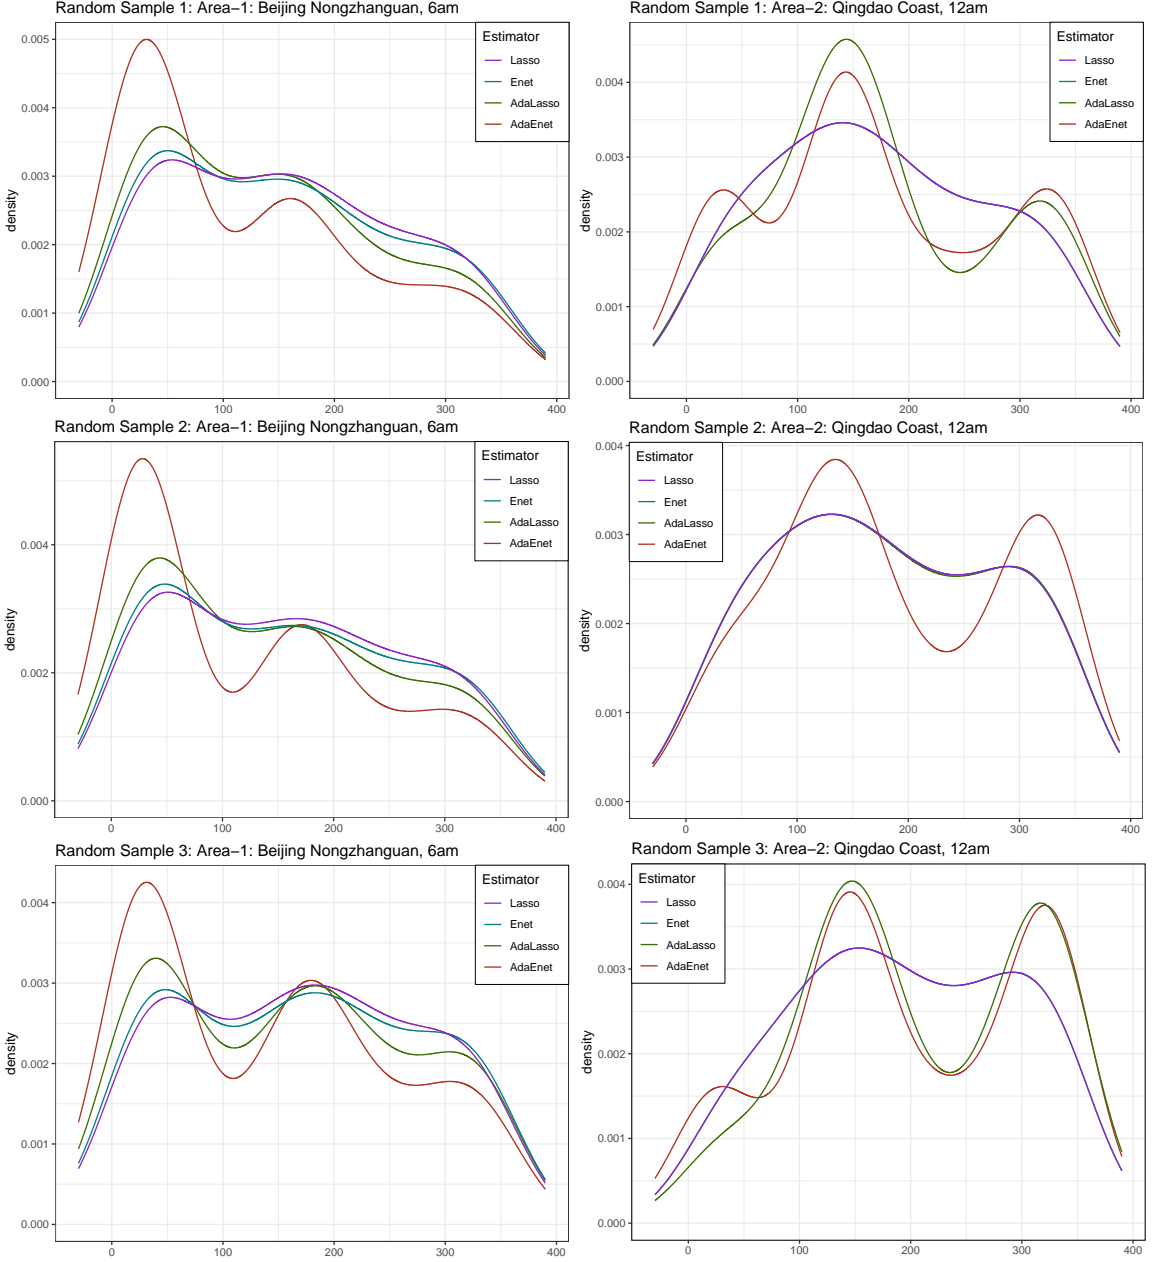 Random Sample 1: Area−1: Beijing Nongzhanguan, 6am
density
0.005
0.004
0.003
0.002
0.001
0.000
0 100 200 300 400
Estimator
Lasso
Enet
AdaLasso
AdaEnet
Random Sample 1: Area−2: Qingdao Coast, 12am
density
0.004
0.003
0.002
0.001
0.000
0 100 200 300 400
Estimator
Lasso
Enet
AdaLasso
AdaEnet
Random Sample 2: Area−1: Beijing Nongzhanguan, 6am
density
0.004
0.002
0.000
0 100 200 300 400
Estimator
Lasso
Enet
AdaLasso
AdaEnet
Random Sample 2: Area−2: Qingdao Coast, 12am
density
0.004
0.003
0.002
0.001
0.000
0 100 200 300 400
Estimator
Lasso
Enet
AdaLasso
AdaEnet
Random Sample 3: Area−1: Beijing Nongzhanguan, 6am
density
0.004
0.003
0.002
0.001
0.000
0 100 200 300 400
Estimator
Lasso
Enet
AdaLasso
AdaEnet
Random Sample 3: Area−2: Qingdao Coast, 12am
density
0.004
0.003
0.002
0.001
0.000
0 100 200 300 400
Estimator
Lasso
Enet
AdaLasso
AdaEnet